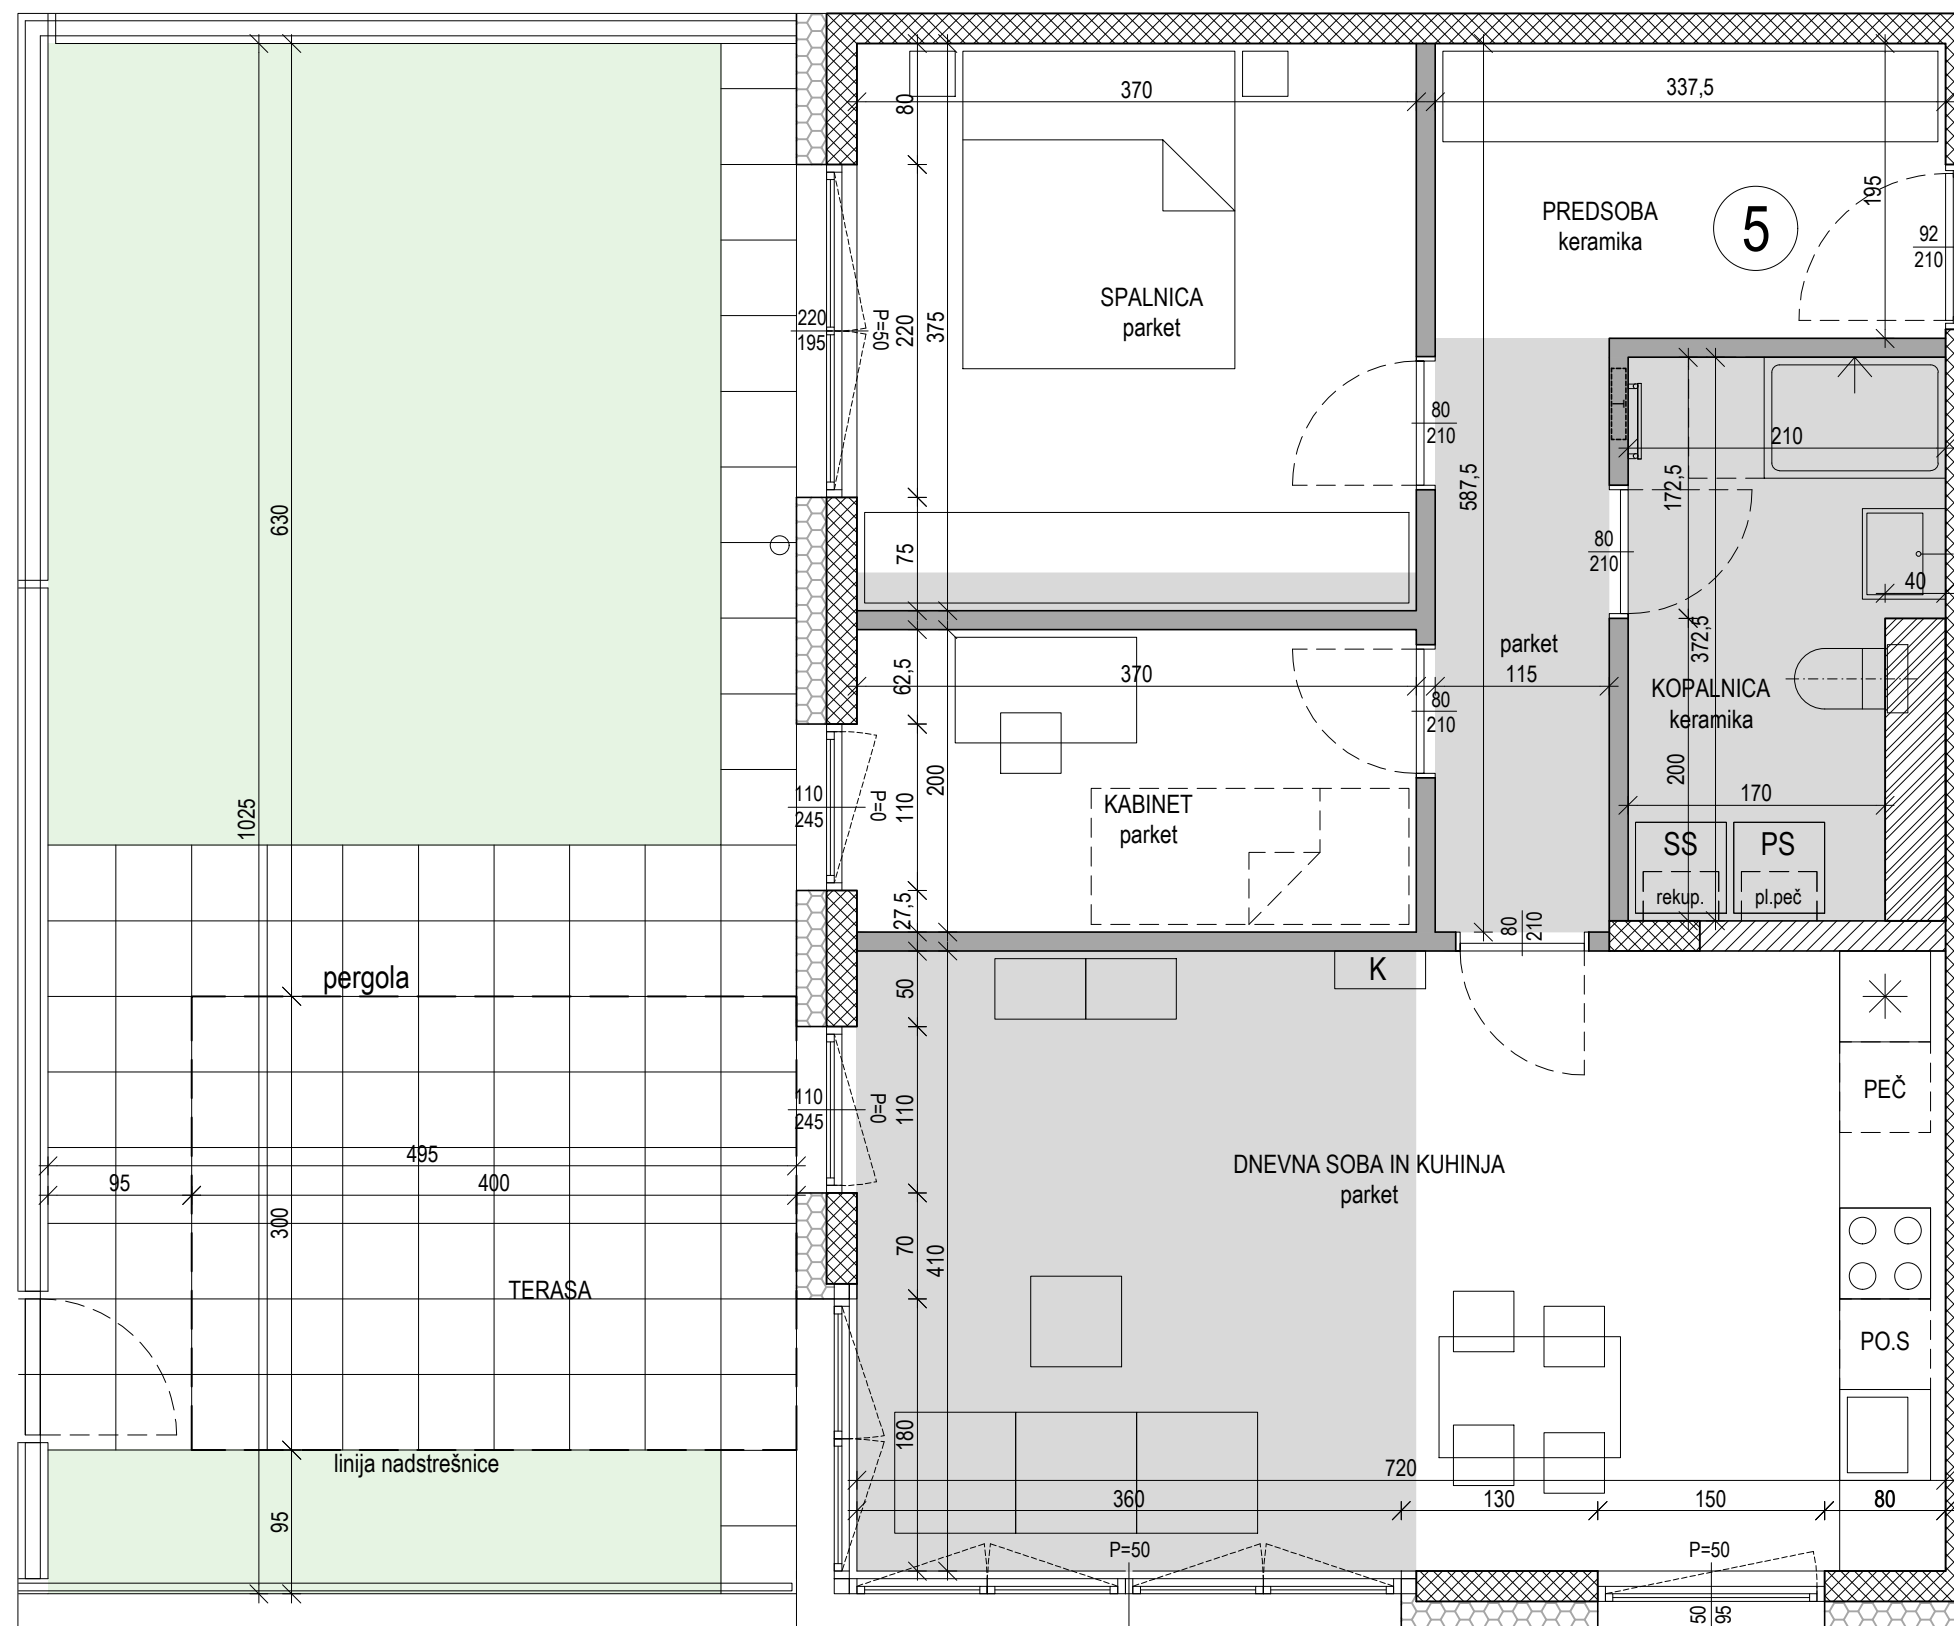 370
337,5
80
195
PREDSOBA
keramika
5
92
210
SPALNICA
parket
220
195
P=50
220
375
80
210
210
587,5
172,5
630
75
80
210
40
372,5
parket
115
62,5
370
80
210
KOPALNICA
keramika
200
200
170
110
245
P=0
110
KABINET
parket
1025
SS
rekup.
PS
pl.peč
27,5
80
210
pergola
50
K
PEČ
110
245
P=0
110
495
95
400
DNEVNA SOBA IN KUHINJA
parket
300
70
410
TERASA
PO.S
180
linija nadstrešnice
720
360
130
150
80
95
P=50
P=50
50
95